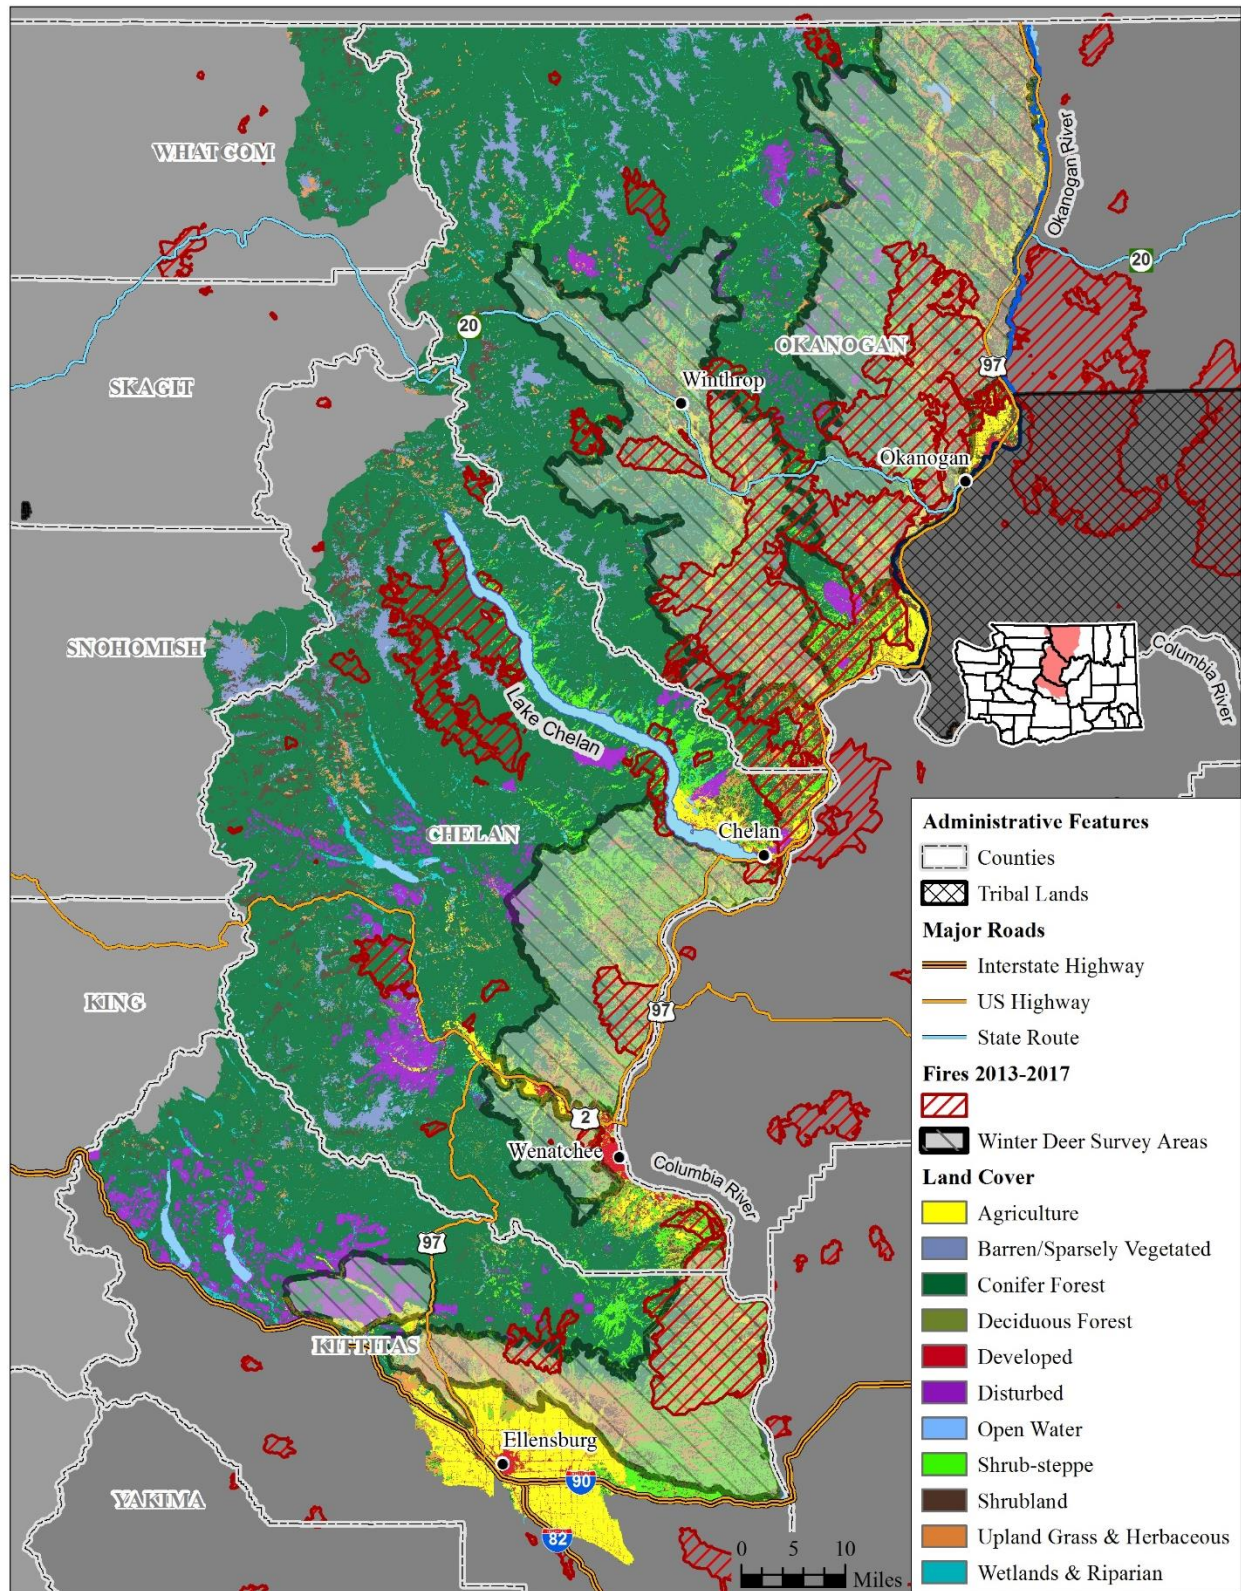 WHATCOM
Okanogan River
20
20
OKANOGAN
97
SKAGIT
Winthrop
Okanogan
SNOHOMISH
Lake Chelan
Columbia River
CHELAN
Chelan
KING
97
2
Wenatchee
Columbia River
97
KITTITAS
Ellensburg
90
YAKIMA
82
0 5 10
Miles
Administrative Features
Counties
Tribal Lands
Major Roads
Interstate Highway
US Highway
State Route
Fires 2013-2017
Winter Deer Survey Areas
Land Cover
Agriculture
Barren/Sparsely Vegetated
Conifer Forest
Deciduous Forest
Developed
Disturbed
Open Water
Shrub-steppe
Shrubland
Upland Grass & Herbaceous
Wetlands & Riparian